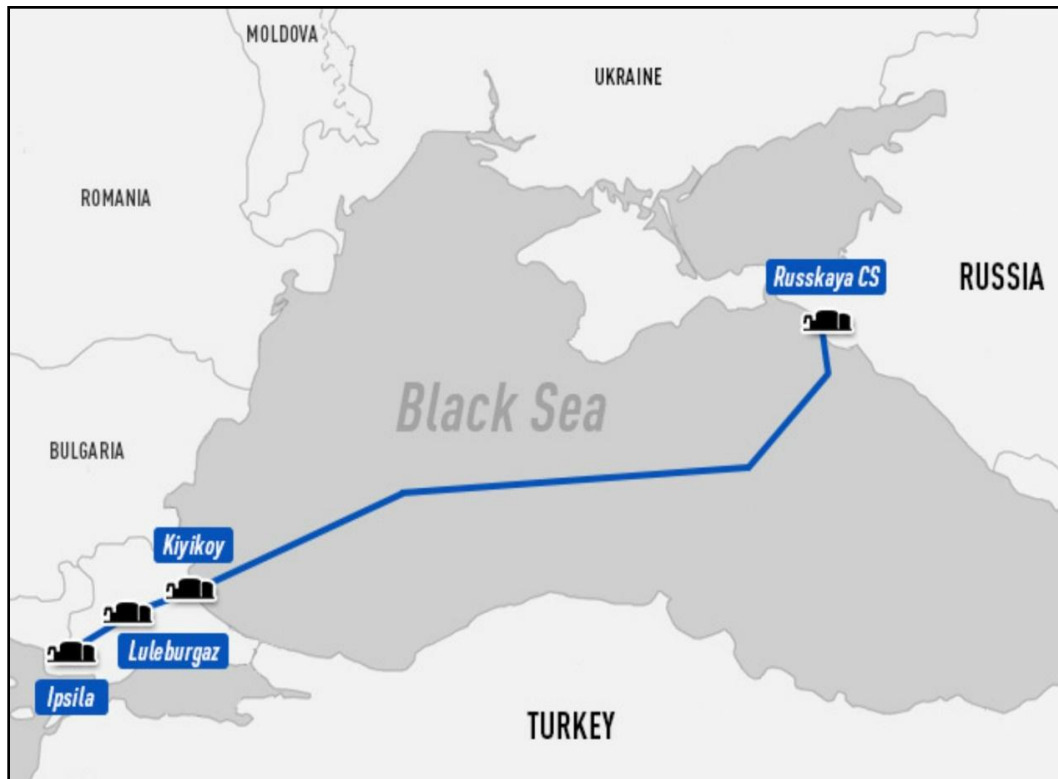 MOLDOVA
UKRAINE
ROMANIA
Russkaya CS
RUSSIA
Black Sea
BULGARIA
Kiyikoy
Luleburgaz
Ipsila
TURKEY